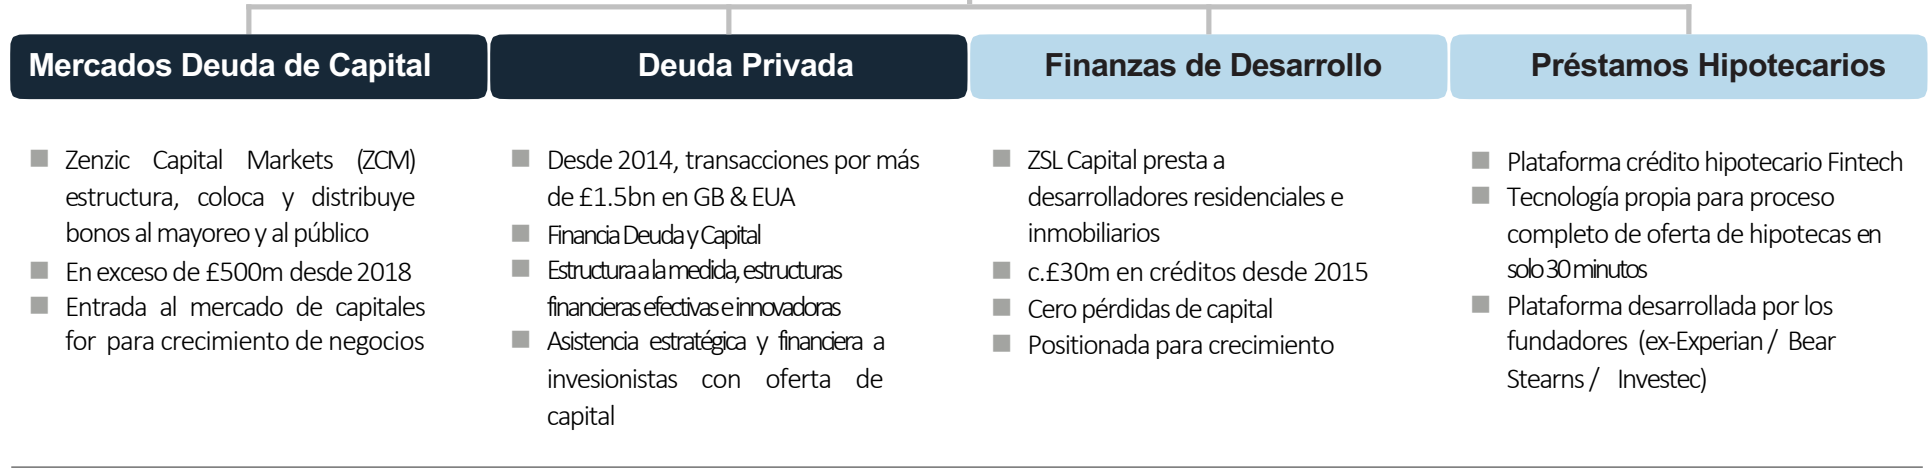 Mercados Deuda de Capital
Zenzic Capital Markets (ZCM)
estructura, coloca y distribuye
bonos al mayoreo y al público
En exceso de £500m desde 2018
Entrada al mercado de capitales
for para crecimiento de negocios
Deuda Privada
Desde 2014, transacciones por más
de £1.5bn en GB & EUA
Financia Deuda y Capital
Estructura a la medida, estructuras
financieras efectivas e innovadoras
Asistencia estratégica y financiera a
invesionistas con oferta de
capital
Finanzas de Desarrollo
ZSL Capital presta a
desarrolladores residenciales e
inmobiliarios
c.£30m en créditos desde 2015
Cero pérdidas de capital
Positionada para crecimiento
Préstamos Hipotecarios
Plataforma crédito hipotecario Fintech
Tecnología propia para proceso
completo de oferta de hipotecas en
solo 30 minutos
Plataforma desarrollada por los
fundadores (ex-Experian / Bear
Stearns / Investec)